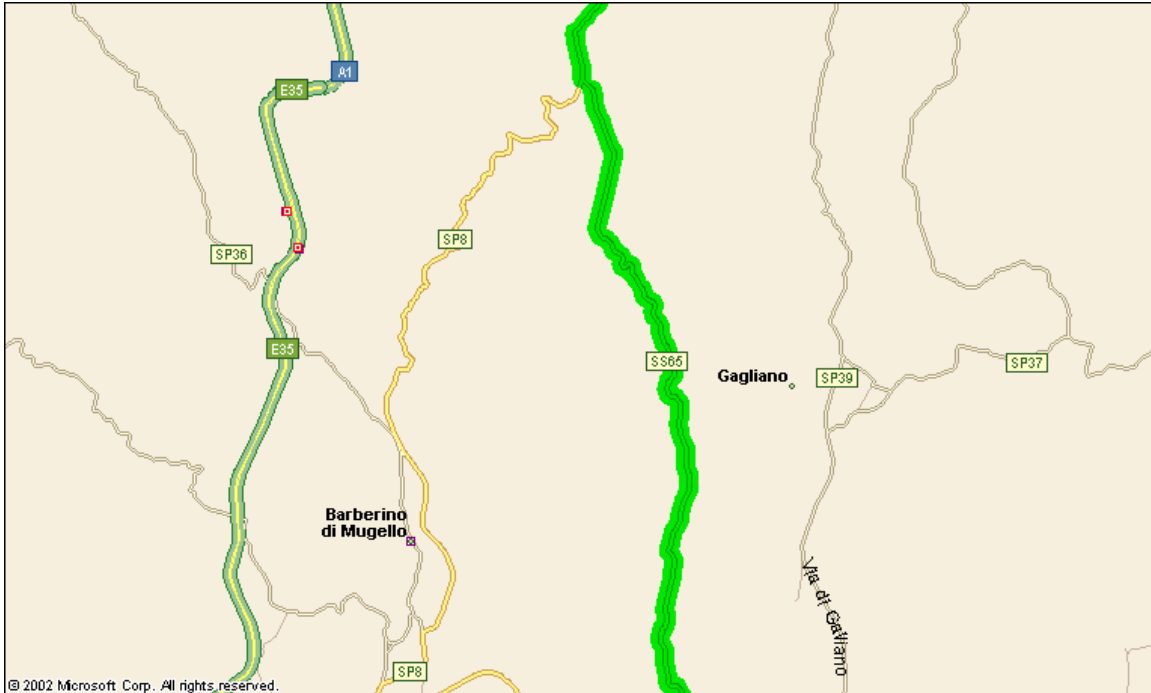 A1
E35
SP36
SP8
E35
SS65
Gagliano
SP39
SP37
Barberino
di Mugello
Via di Galliano
SP8
© 2002 Microsoft Corp. All rights reserved.